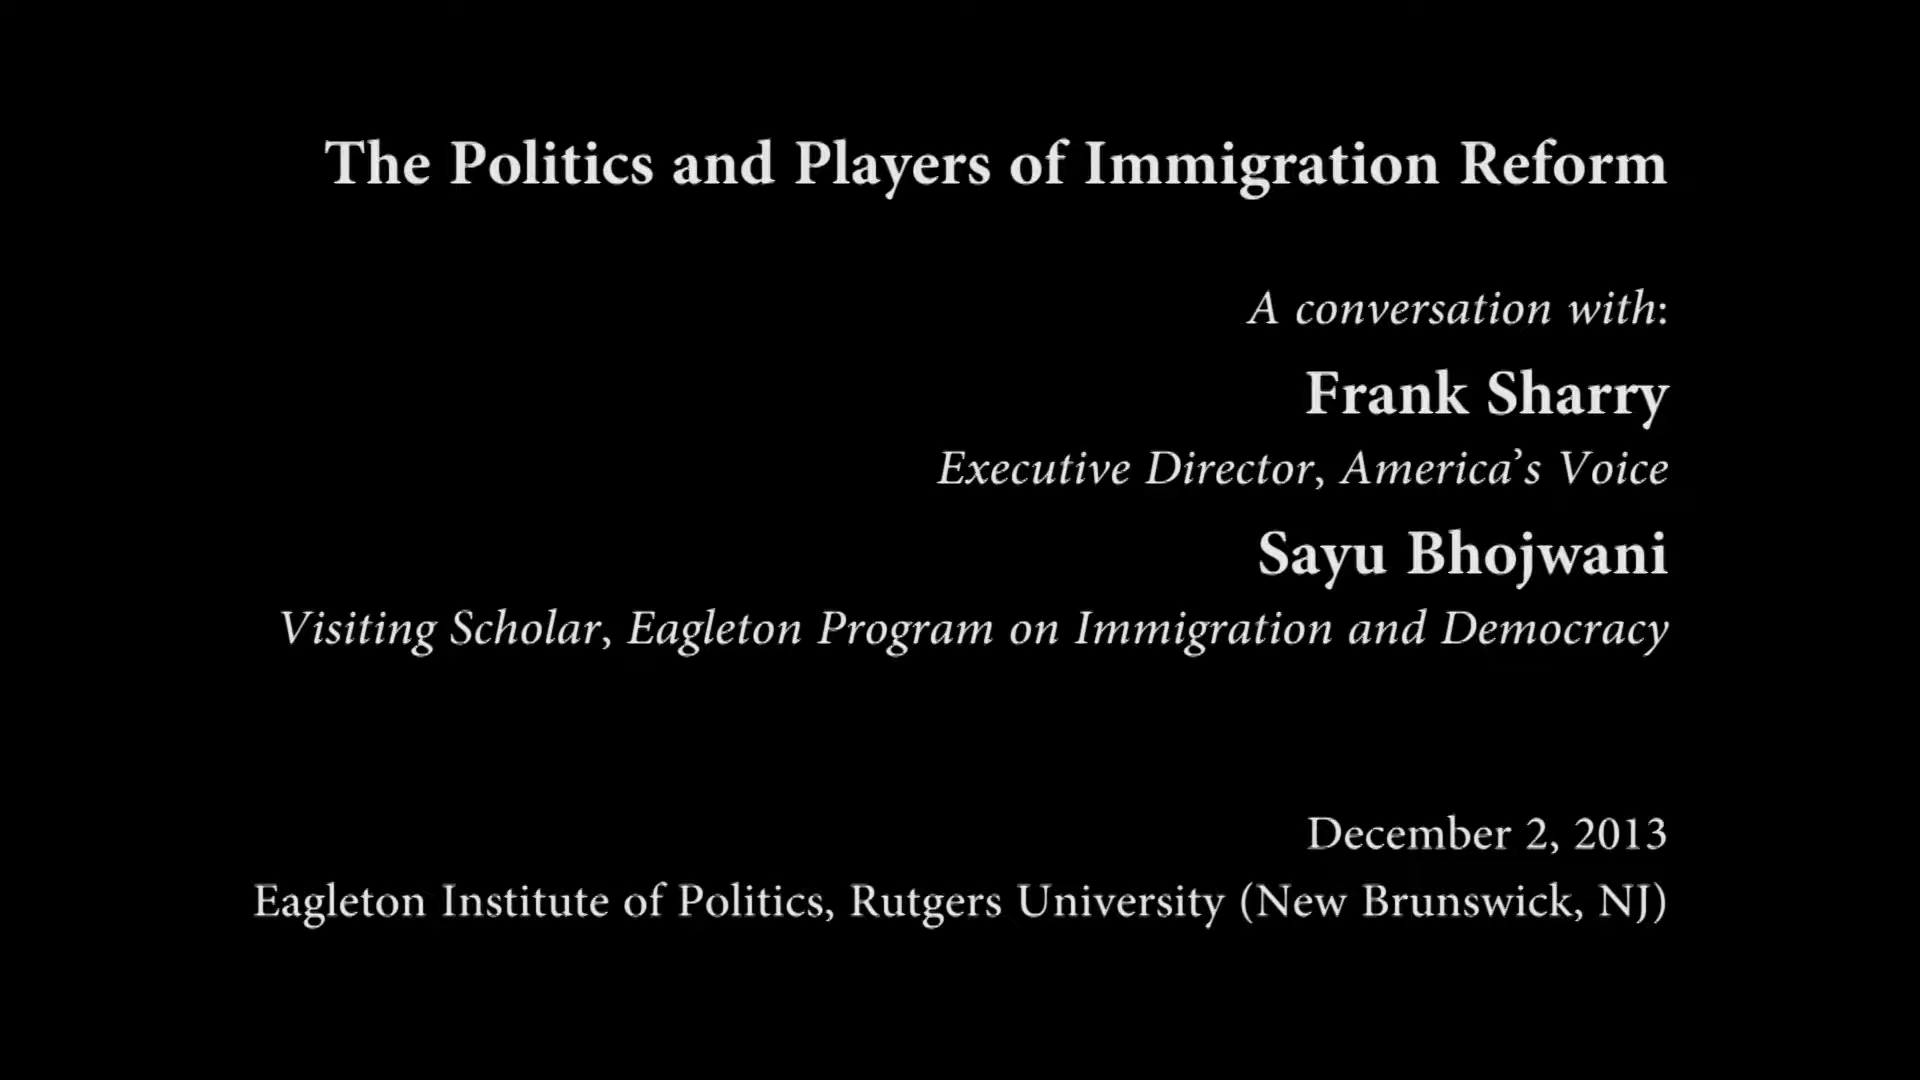 The Politics and Players of Immigration Reform
A conversation with:
Frank Sharry
Executive Director, America's Voice
Sayu Bhojwani
Visiting Scholar, Eagleton Program on Immigration and Democracy
December 2, 2013
Eagleton Institute of Politics, Rutgers University (New Brunswick, NJ)